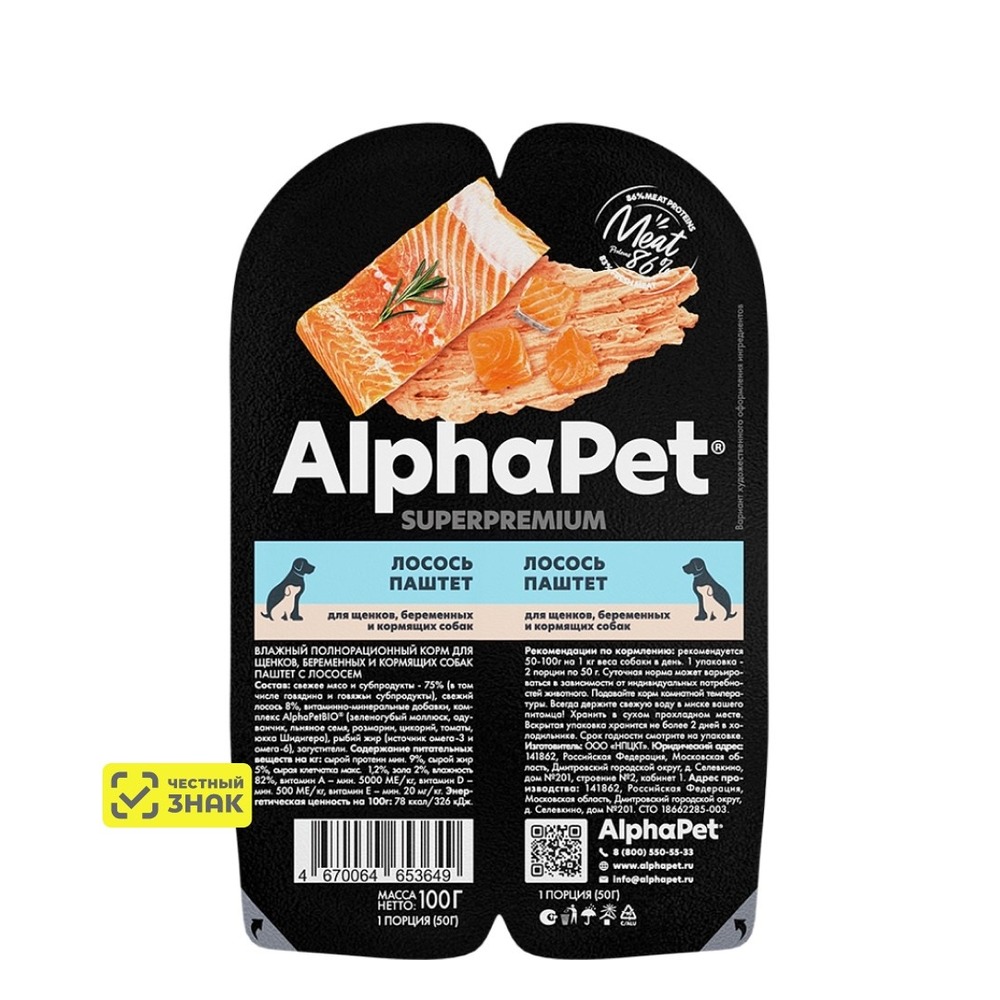 86% MEAT PROTEINS
Meat
Proteins
86%
AlphaPet®
SUPERPREMIUM
Вариант художественного оформления ингредиентов
ЛОСОСЬ
ПАШТЕТ
для щенков, беременных
и кормящих собак
ЛОСОСЬ
ПАШТЕТ
для щенков, беременных
и кормящих собак
ВЛАЖНЫЙ ПОЛНОРАЦИОННЫЙ КОРМ ДЛЯ
ЩЕНКОВ, БЕРЕМЕННЫХ И КОРМЯЩИХ СОБАК
ПАШТЕТ С ЛОСОСЕМ
Состав: свежее мясо и субпродукты - 75% (в том
числе говядина и говяжьи субпродукты), свежий
лосось 8%, витаминно-минеральные добавки, ком-
плекс AlphaPetBIO® (зеленогубый моллюск, оду-
ванчик, льняное семя, розмарин, цикорий, томаты,
юкка Шидигера), рыбий жир (источник омега-3 и
омега-6), загустители. Содержание питательных
веществ на кг: сырой протеин мин. 9%, сырой жир
5%, сырая клетчатка макс. 1,2%, зола 2%, влажность
82%, витамин А – мин. 5000 МЕ/кг, витамин D –
мин. 500 МЕ/кг, витамин Е – мин. 20 мг/кг. Энер-
гетическая ценность на 100г: 78 ккал/326 кДж.
Рекомендации по кормлению: рекомендуется
50-100г на 1 кг веса собаки в день. 1 упаковка -
2 порции по 50 г. Суточная норма может варьиро-
ваться в зависимости от индивидуальных потребнос-
тей животного. Подавайте корм комнатной темпера-
туры. Всегда держите свежую воду в миске вашего
питомца! Хранить в сухом прохладном месте.
Вскрытая упаковка хранится не более 2 дней в хо-
лодильнике. Срок годности смотрите на упаковке.
Изготовитель: ООО «НПЦКТ». Юридический адрес:
141862, Российская Федерация, Московская об-
ласть, Дмитровский городской округ, д. Селевкино,
дом №201, строение №2, кабинет 1. Адрес про-
изводства: 141862, Российская Федерация,
Московская область, Дмитровский городской округ,
д. Селевкино, дом №201. СТО 18662285-003.
ЧЕСТНЫЙ
ЗНАК
4 670064 653649
МАССА
НЕТТО: 100Г
1 ПОРЦИЯ (50Г)
AlphaPet®
8 (800) 550-55-33
www.alphapet.ru
info@alphapet.ru
1 ПОРЦИЯ (50Г)
C/ALU